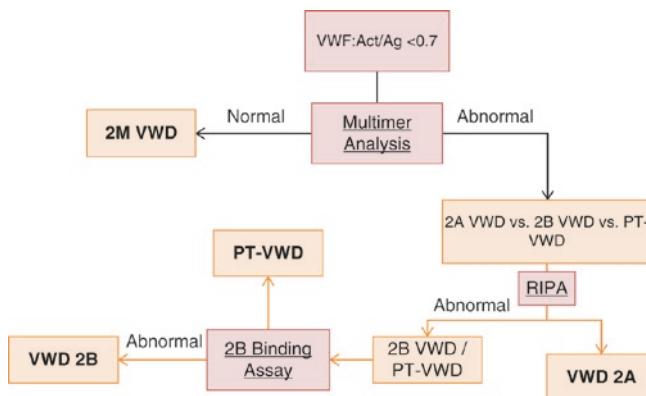 VWF:Act/Ag <0.7
Normal
Abnormal
2M VWD
Multimer
Analysis
2A VWD vs. 2B VWD vs. PT-
VWD
PT-VWD
RIPA
Abnormal
Abnormal
VWD 2B
2B Binding
Assay
2B VWD /
PT-VWD
VWD 2A